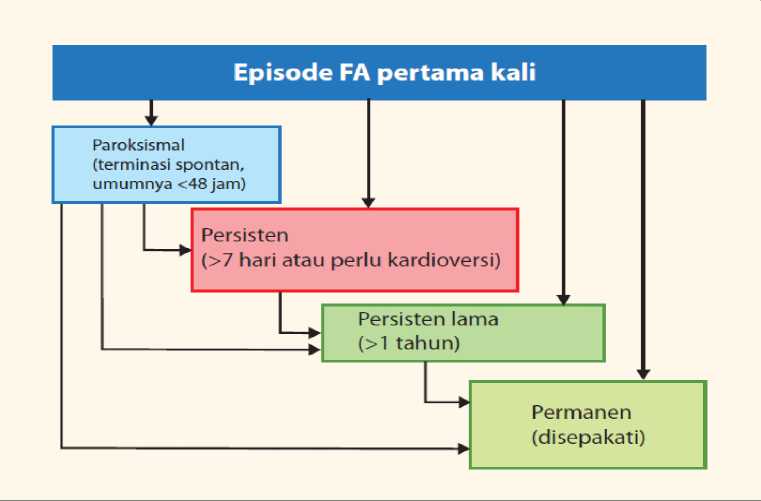 Episode FA pertama kali
Paroksismal
(terminasi spontan,
umumnya <48 jam)
Persisten
(>7 hari atau perlu kardioversi)
Persisten lama
(>1 tahun)
Permanen
(disepakati)